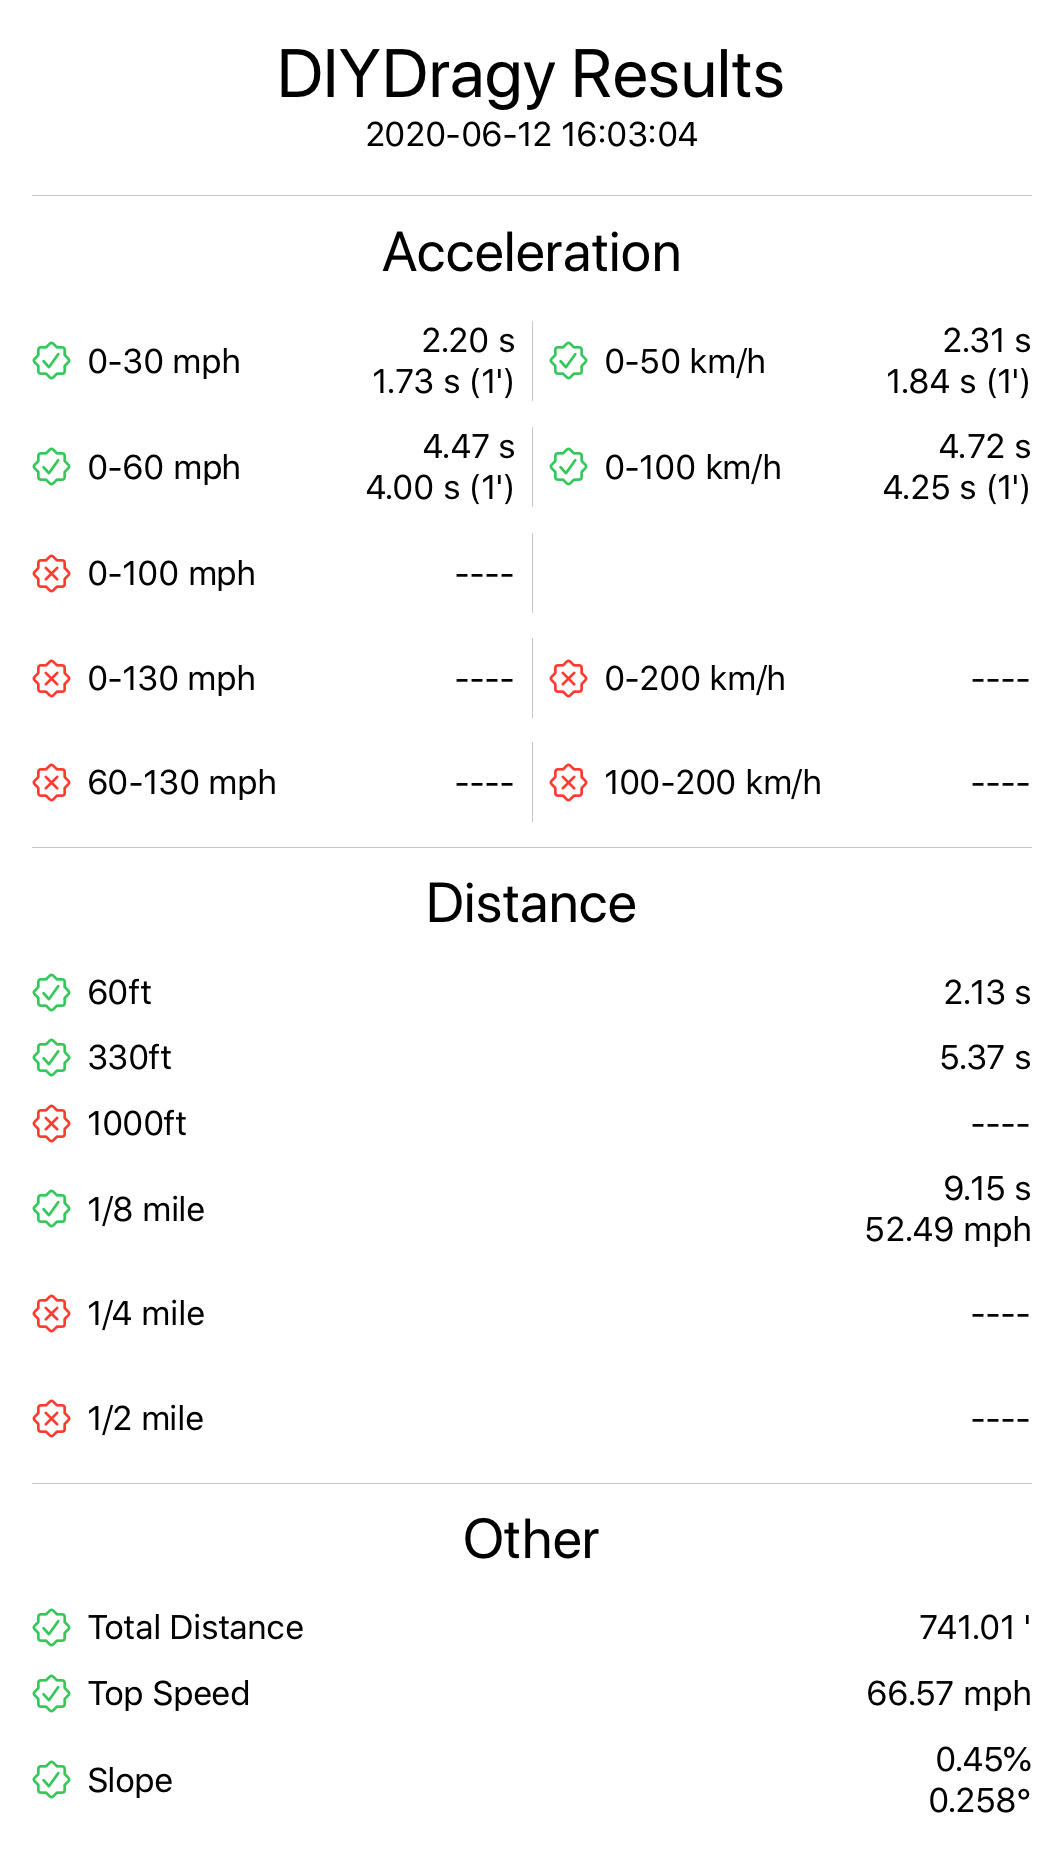 DIYDragy Results
2020-06-12 16:03:04
Acceleration
0-30 mph 2.20 s 1.73 s (1') 0-50 km/h 2.31 s 1.84 s (1')
0-60 mph 4.47 s 4.00 s (1') 0-100 km/h 4.72 s 4.25 s (1')
0-100 mph ----
0-130 mph ---- 0-200 km/h ----
60-130 mph ---- 100-200 km/h ----
Distance
60ft 2.13 s
330ft 5.37 s
1000ft ----
1/8 mile 9.15 s
52.49 mph
1/4 mile ----
1/2 mile ----
Other
Total Distance 741.01 '
Top Speed 66.57 mph
Slope 0.45%
0.258°